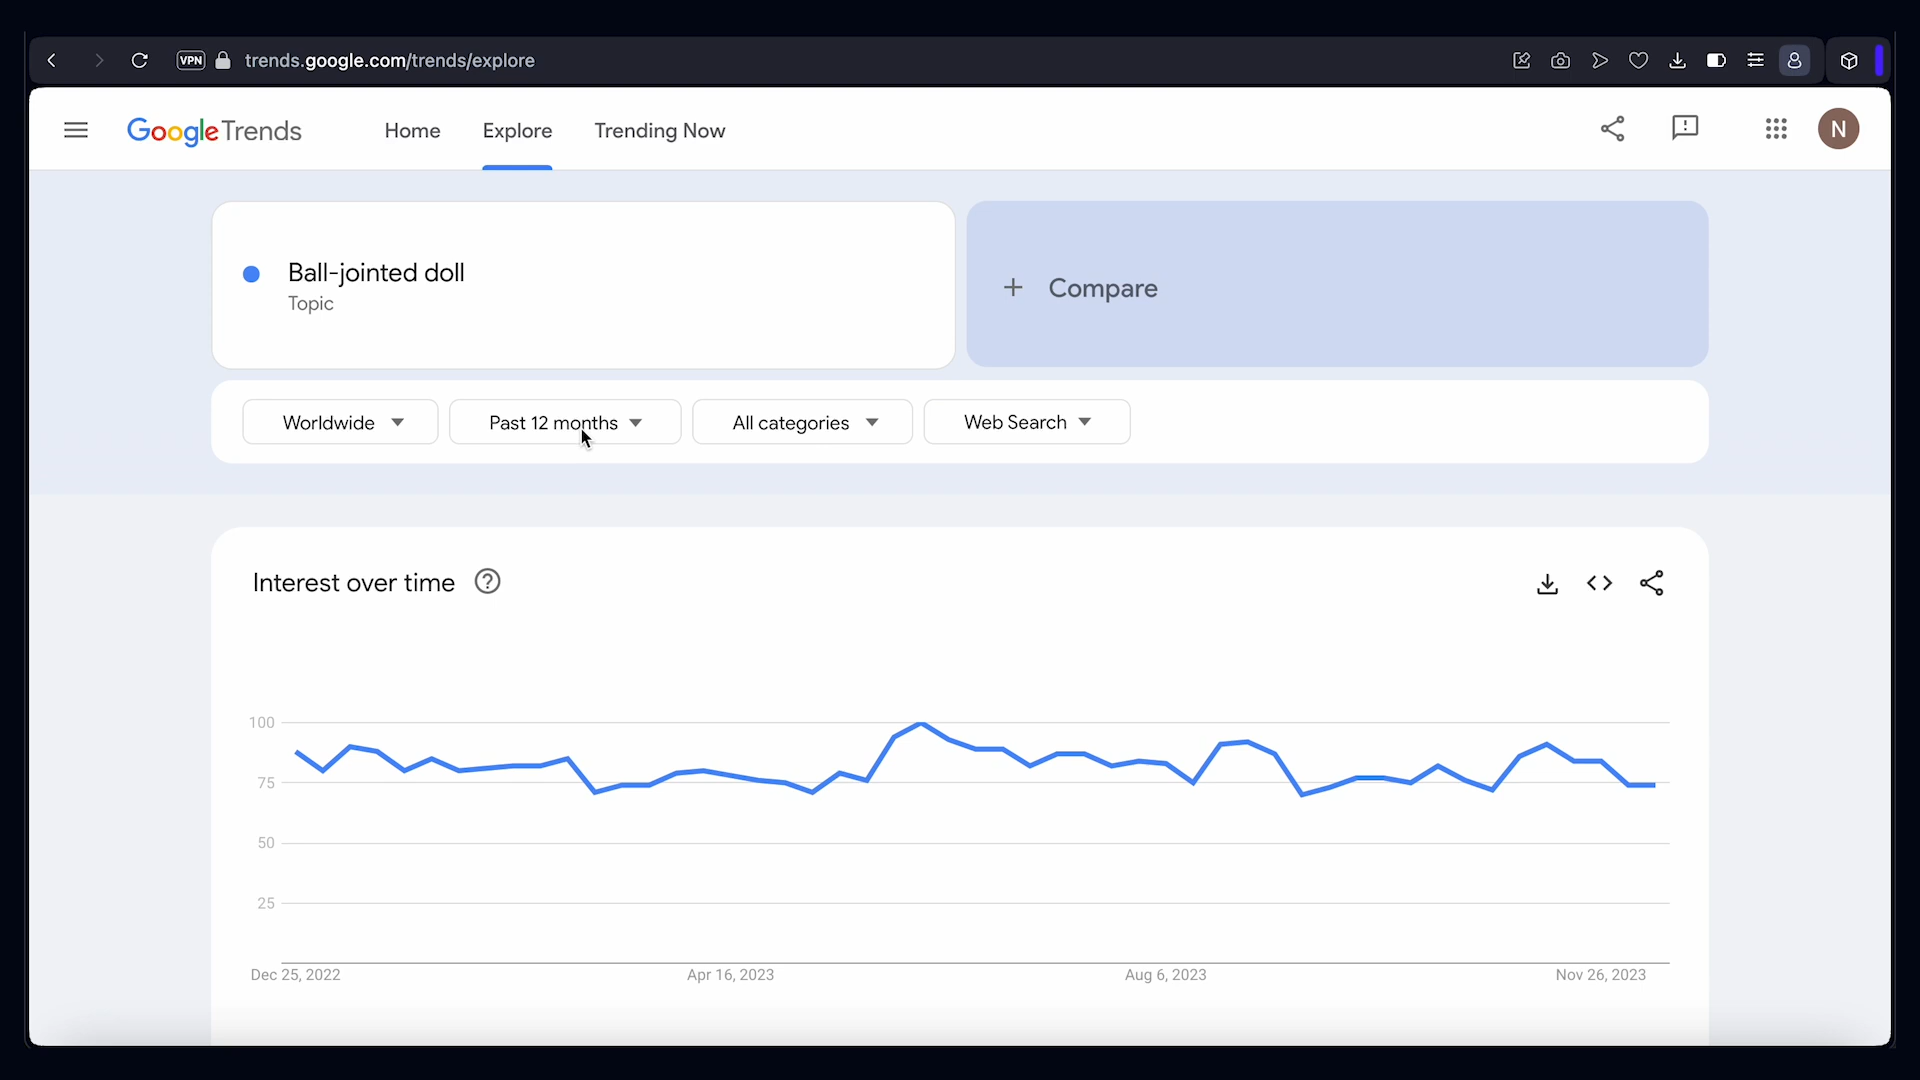 VPN trends.google.com/trends/explore
Google Trends Home Explore Trending Now N
Ball-jointed doll
Topic
+ Compare
Worldwide Past 12 months All categories Web Search
Interest over time ?
100
75
50
25
Dec 25, 2022 Apr 16, 2023 Aug 6, 2023 Nov 26, 2023